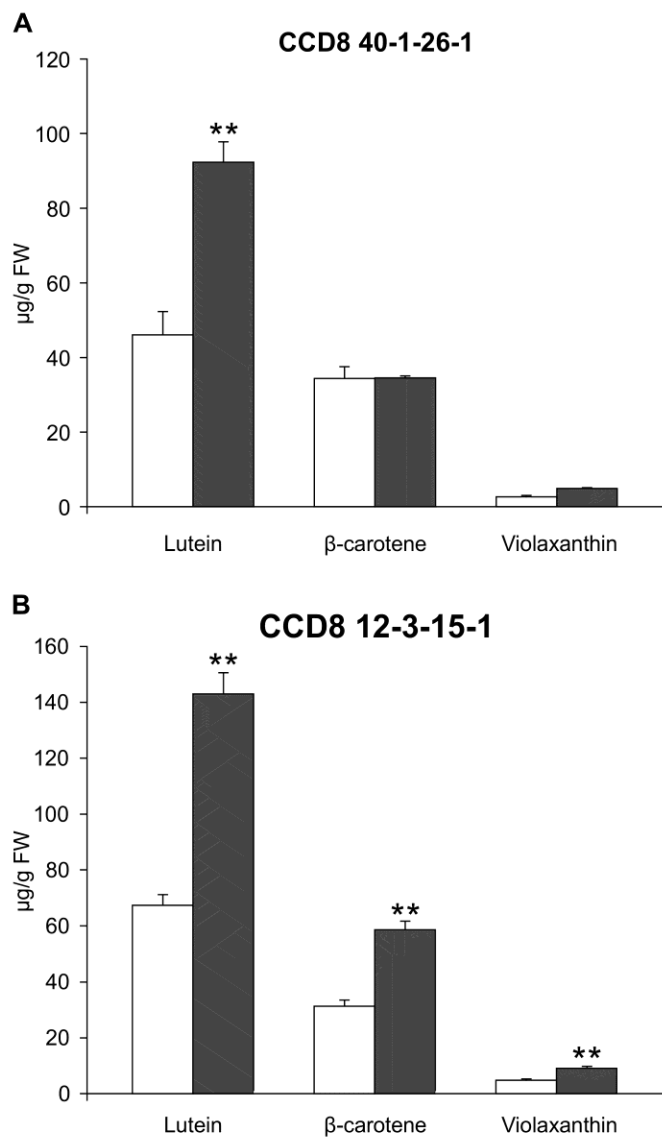 A
CCD8 40-1-26-1
120
100
80
60
40
20
0
µg/g FW
**
Lutein β-carotene Violaxanthin
B
CCD8 12-3-15-1
160
140
120
100
80
60
40
20
0
µg/g FW
**
**
**
Lutein β-carotene Violaxanthin